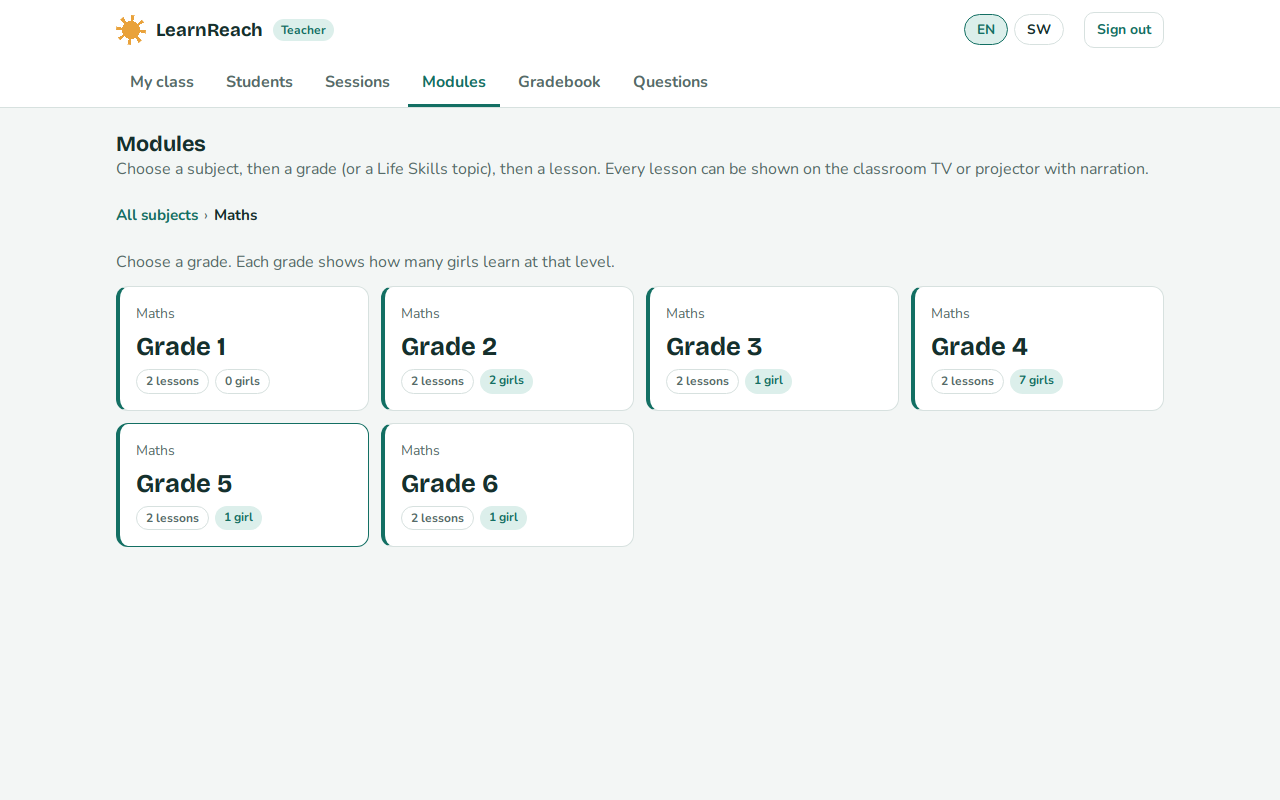 LearnReach Teacher EN SW Sign out
My class Students Sessions Modules Gradebook Questions
Modules
Choose a subject, then a grade (or a Life Skills topic), then a lesson. Every lesson can be shown on the classroom TV or projector with narration.
All subjects › Maths
Choose a grade. Each grade shows how many girls learn at that level.
Maths
Grade 1
2 lessons 0 girls
Maths
Grade 2
2 lessons 2 girls
Maths
Grade 3
2 lessons 1 girl
Maths
Grade 4
2 lessons 7 girls
Maths
Grade 5
2 lessons 1 girl
Maths
Grade 6
2 lessons 1 girl